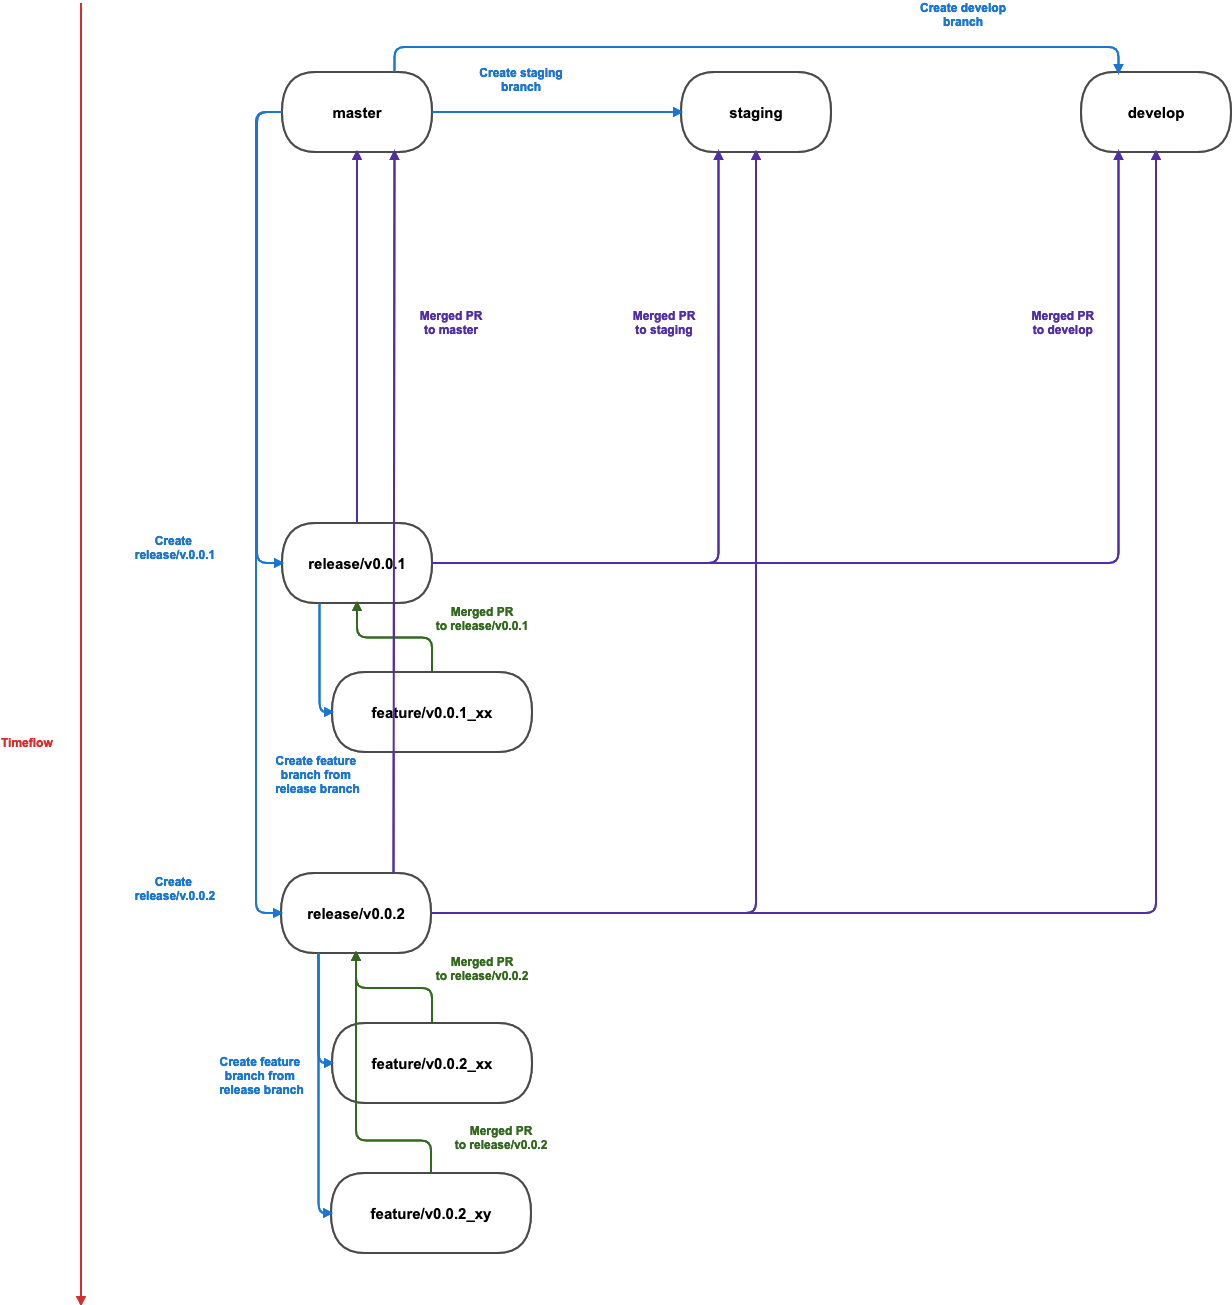 Create develop
branch
Create staging
branch
master
staging
develop
Merged PR
to master
Merged PR
to staging
Merged PR
to develop
Create
release/v.0.0.1
release/v0.0.1
Merged PR
to release/v0.0.1
feature/v0.0.1_xx
Timeflow
Create feature
branch from
release branch
Create
release/v.0.0.2
release/v0.0.2
Merged PR
to release/v0.0.2
feature/v0.0.2_xx
Create feature
branch from
release branch
Merged PR
to release/v0.0.2
feature/v0.0.2_xy